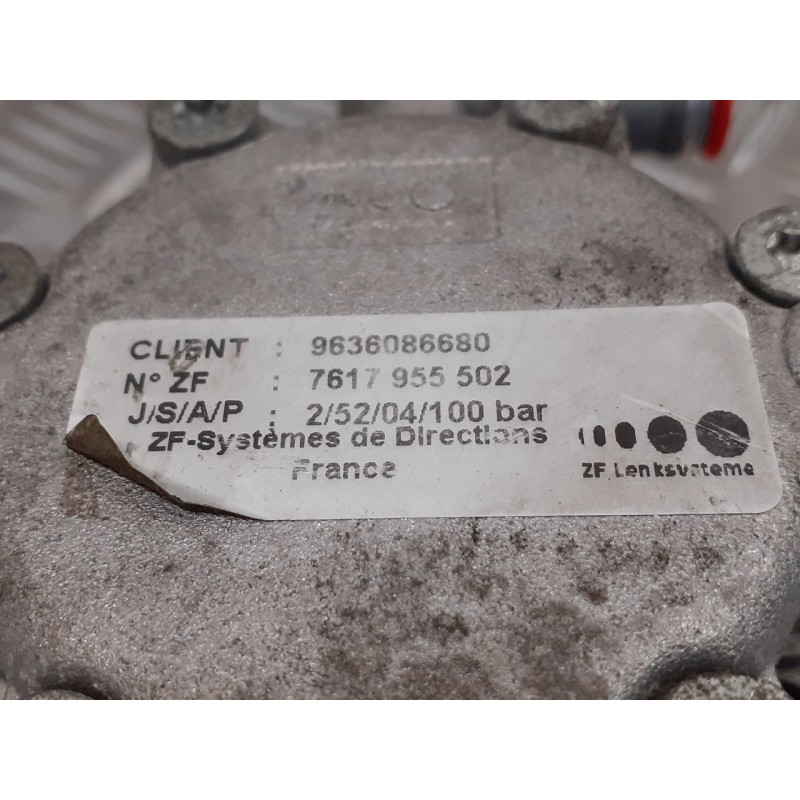 CLIENT : 9636086680
N° ZF : 7617 955 502
J/S/A/P : 2/52/04/100 bar
ZF-Systèmes de Directions
France
ZF Lenksysteme